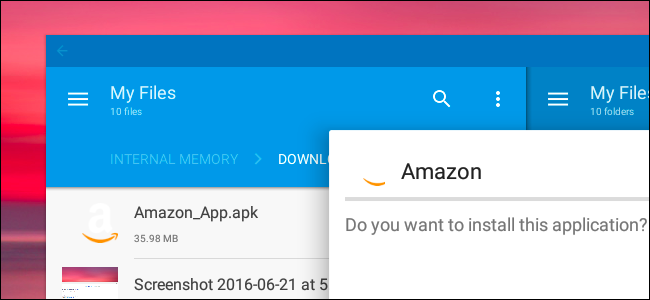 My Files
10 files
INTERNAL MEMORY
Amazon_App.apk
35.98 MB
Screenshot 2016-06-21 at 5
My File
10 folders
Amazon
Do you want to install this application?